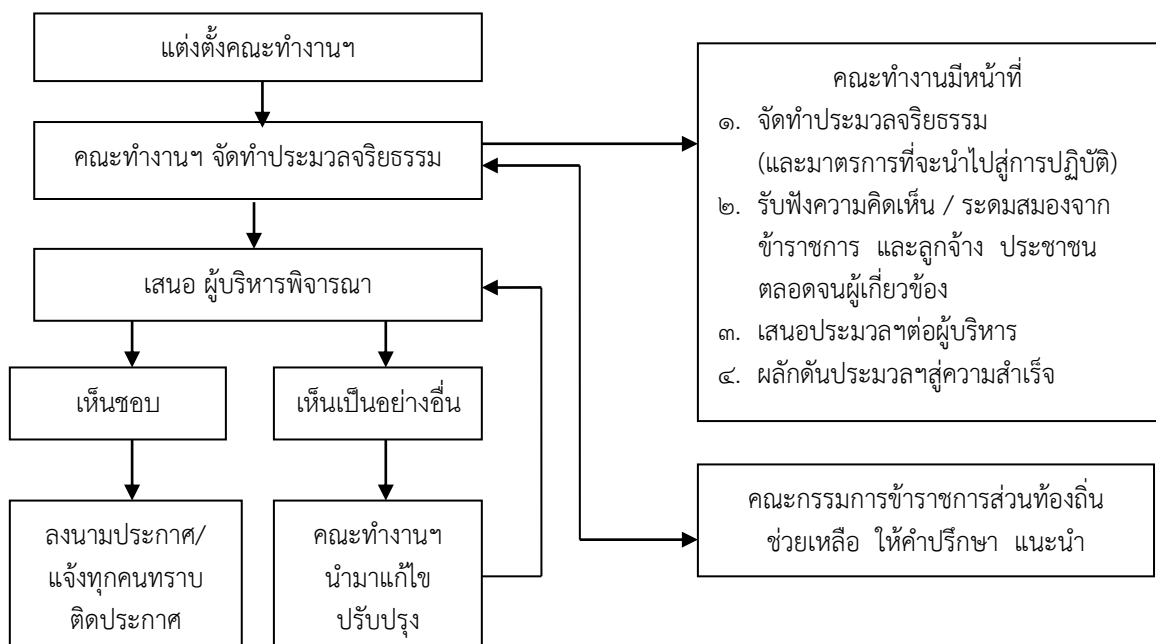 แต่งตั้งคณะทำงานฯ
คณะทำงานฯ จัดทำประมวลจริยธรรม
เสนอ ผู้บริหารพิจารณา
เห็นชอบ
เห็นเป็นอย่างอื่น
ลงนามประกาศ/
แจ้งทุกคนทราบ
ติดประกาศ
คณะทำงานฯ
นำมาแก้ไข
ปรับปรุง
คณะทำงานมีหน้าที่
๑. จัดทำประมวลจริยธรรม
(และมาตรการที่จะนำไปสู่การปฏิบัติ)
๒. รับฟังความคิดเห็น / ระดมสมองจาก
ข้าราชการ และลูกจ้าง ประชาชน
ตลอดจนผู้เกี่ยวข้อง
๓. เสนอประมวลฯต่อผู้บริหาร
๔. ผลักดันประมวลฯสู่ความสำเร็จ
คณะกรรมการข้าราชการส่วนท้องถิ่น
ช่วยเหลือ ให้คำปรึกษา แนะนำ